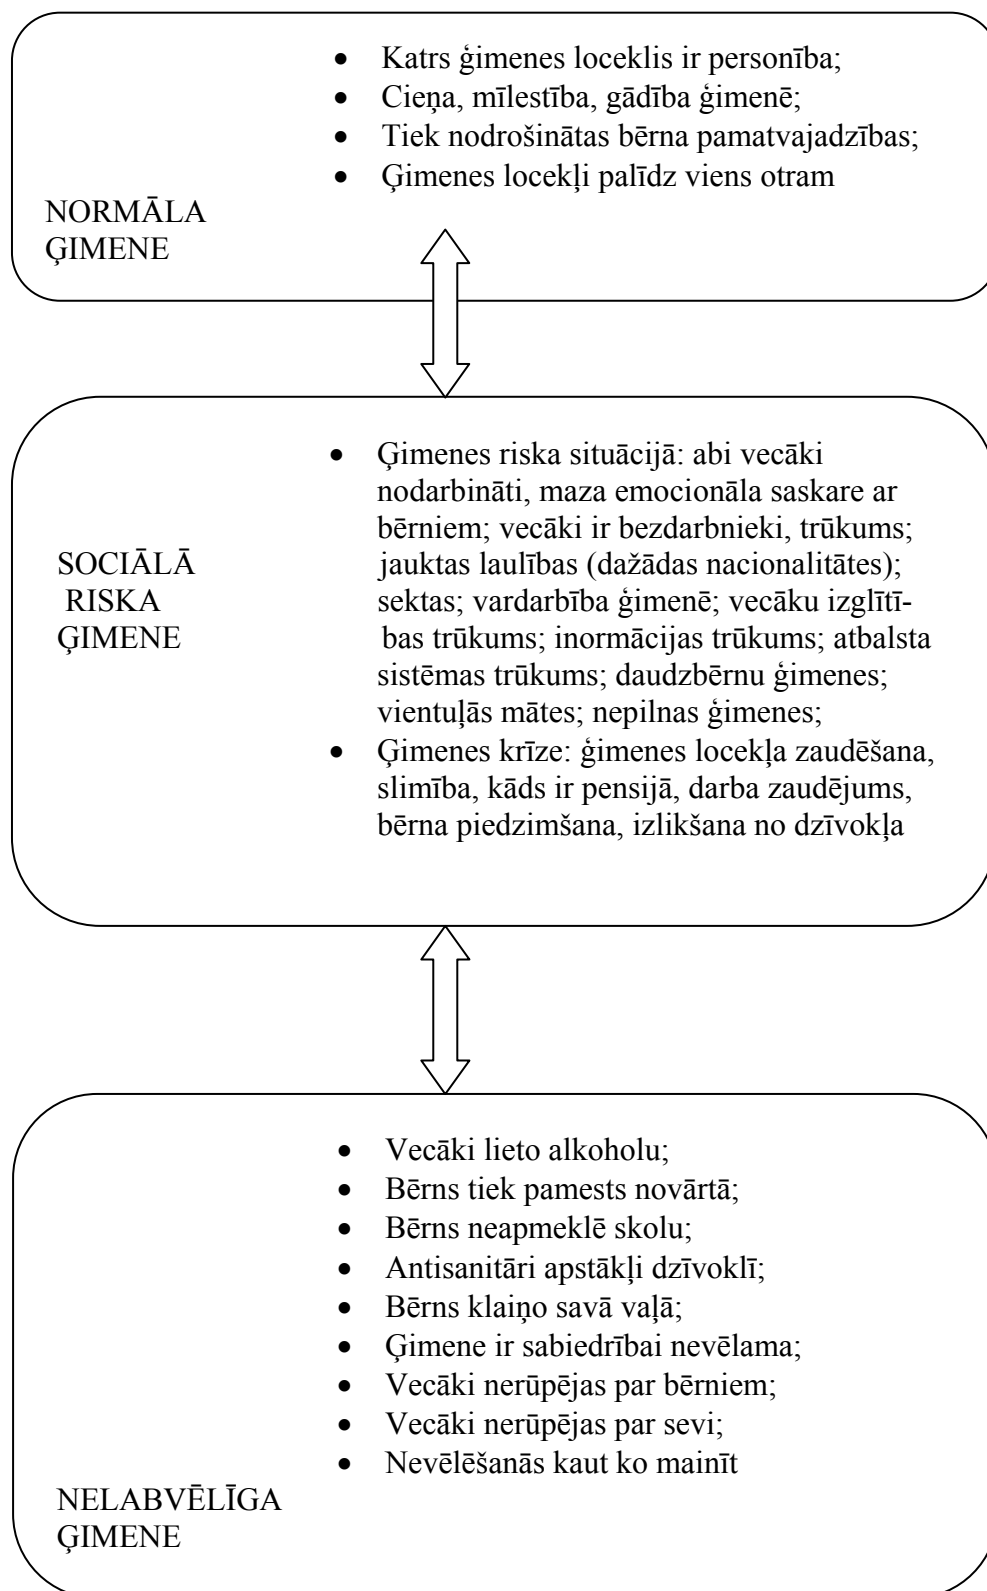 • Katrs ģimenes loceklis ir personība;
• Cieņa, mīlestība, gādība ģimenē;
• Tiek nodrošinātas bērna pamatvajadzības;
• Ģimenes locekļi palīdz viens otram
NORMĀLA
ĢIMENE
• Ģimenes riska situācijā: abi vecāki
nodarbināti, maza emocionāla saskare ar
bērniem; vecāki ir bezdarbnieki, trūkums;
jauktas laulības (dažādas nacionalitātes);
sektas; vardarbība ģimenē; vecāku izglītī-
bas trūkums; inormācijas trūkums; atbalsta
sistēmas trūkums; daudzbērnu ģimenes;
vientuļās mātes; nepilnas ģimenes;
• Ģimenes krīze: ģimenes locekļa zaudēšana,
slimība, kāds ir pensijā, darba zaudējums,
bērna piedzimšana, izlikšana no dzīvokļa
SOCIĀLĀ
RISKA
ĢIMENE
• Vecāki lieto alkoholu;
• Bērns tiek pamests novārtā;
• Bērns neapmeklē skolu;
• Antisanitāri apstākļi dzīvoklī;
• Bērns klaiņo savā vaļā;
• Ģimene ir sabiedrībai nevēlama;
• Vecāki nerūpējas par bērniem;
• Vecāki nerūpējas par sevi;
• Nevēlēšanās kaut ko mainīt
NELABVĒLĪGA
ĢIMENE